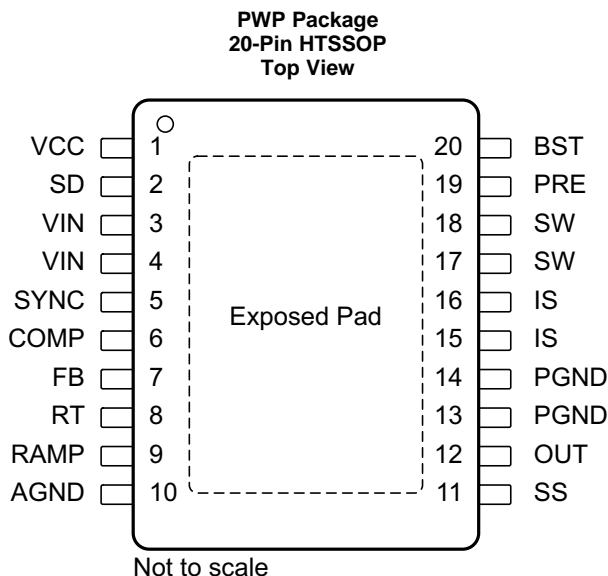 PWP Package
20-Pin HTSSOP
Top View
VCC 1 20 BST
SD 2 19 PRE
VIN 3 18 SW
VIN 4 17 SW
SYNC 5 16 IS
COMP 6 Exposed Pad 15 IS
FB 7 14 PGND
RT 8 13 PGND
RAMP 9 12 OUT
AGND 10 11 SS
Not to scale